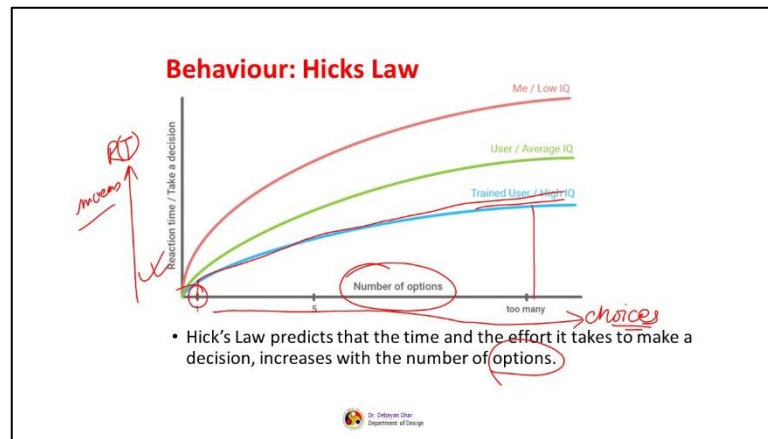 Behaviour: Hicks Law
Me / Low IQ
User / Average IQ
Trained User / High IQ
Reaction time / Take a decision
R(T)
Number of options
1
5
too many
choices
• Hick's Law predicts that the time and the effort it takes to make a
decision, increases with the number of options.
Dr. Debayan Dhar
Department of Design